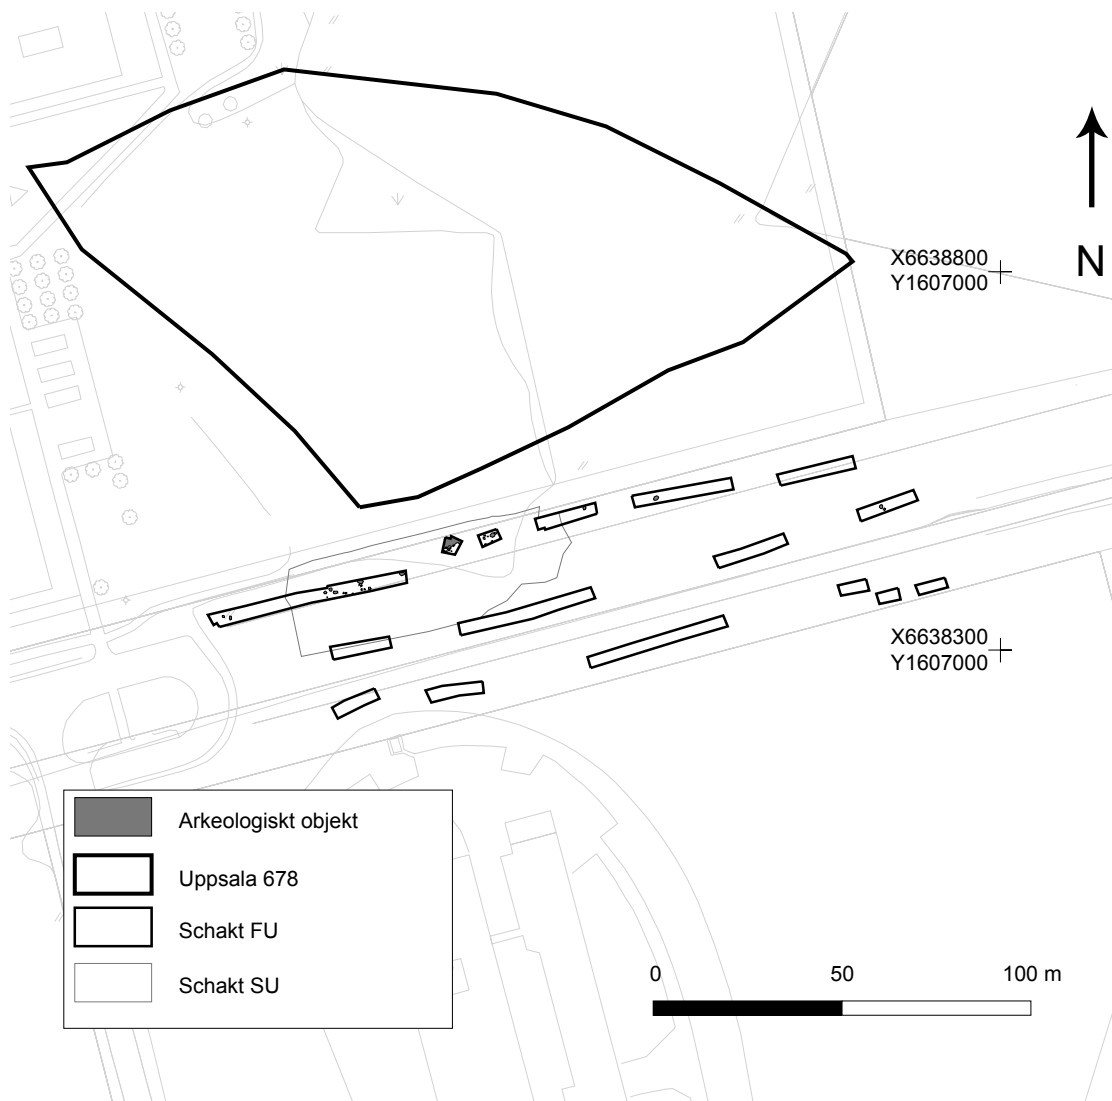 X6638800
Y1607000
N
X6638300
Y1607000
Arkeologiskt objekt
Uppsala 678
Schakt FU
Schakt SU
0 50 100 m